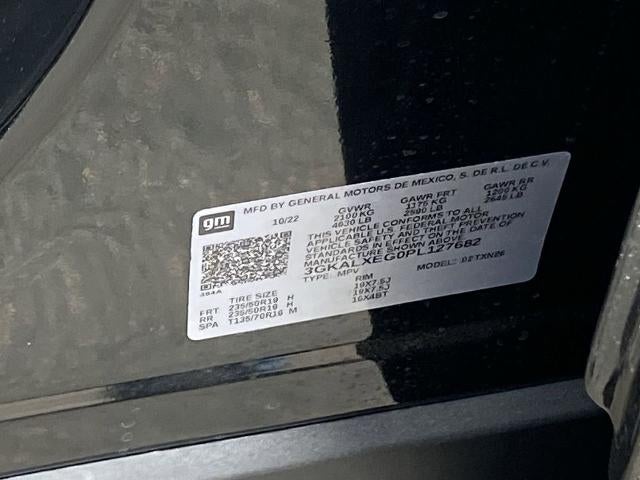 gm
MFD BY GENERAL MOTORS DE MEXICO, S. DE R.L. DE C.V.
10/22 GVWR GAWR FRT GAWR RR
2100 KG 1175 KG 1200 KG
4630 LB 2590 LB 2645 LB
THIS VEHICLE CONFORMS TO ALL
APPLICABLE U.S. FEDERAL MOTOR
VEHICLE SAFETY AND THEFT PREVENTION
STANDARDS IN EFFECT ON THE DATE OF
MANUFACTURE SHOWN ABOVE.
3GKALXEG0PL127682
TYPE: MPV MODEL: 02TXN26
TIRE SIZE RIM
FRT 235/50R19 H 19X7.5J
RR 235/50R19 H 19X7.5J
SPA T135/70R16 M 16X4BT